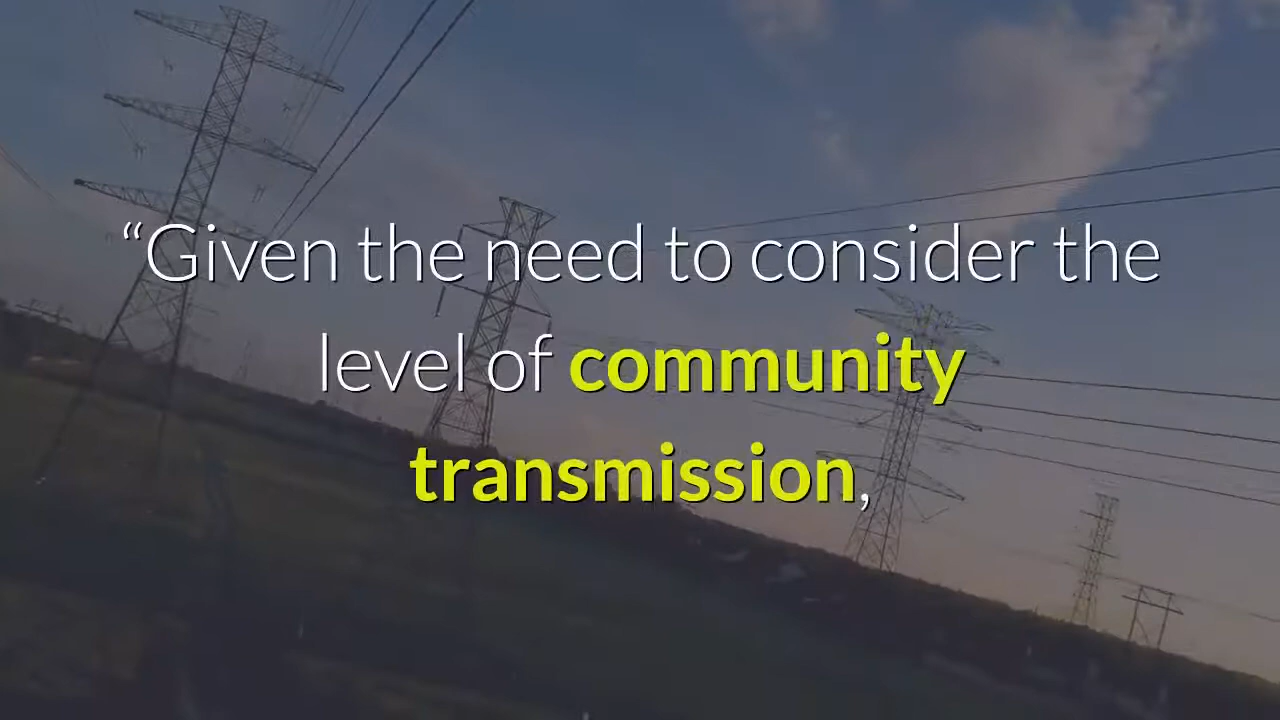 “Given the need to consider the
level of community
transmission,